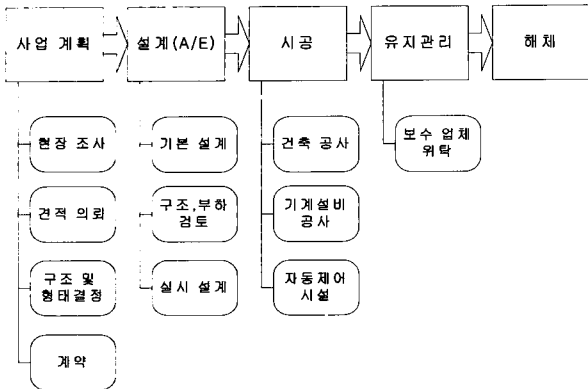 사업 계획
설계(A/E)
시공
유지관리
해체
현장 조사
견적 의뢰
구조 및
형태결정
계약
기본 설계
구조,부하
검토
실시 설계
건축 공사
기계설비
공사
자동제어
시설
보수 업체
위탁